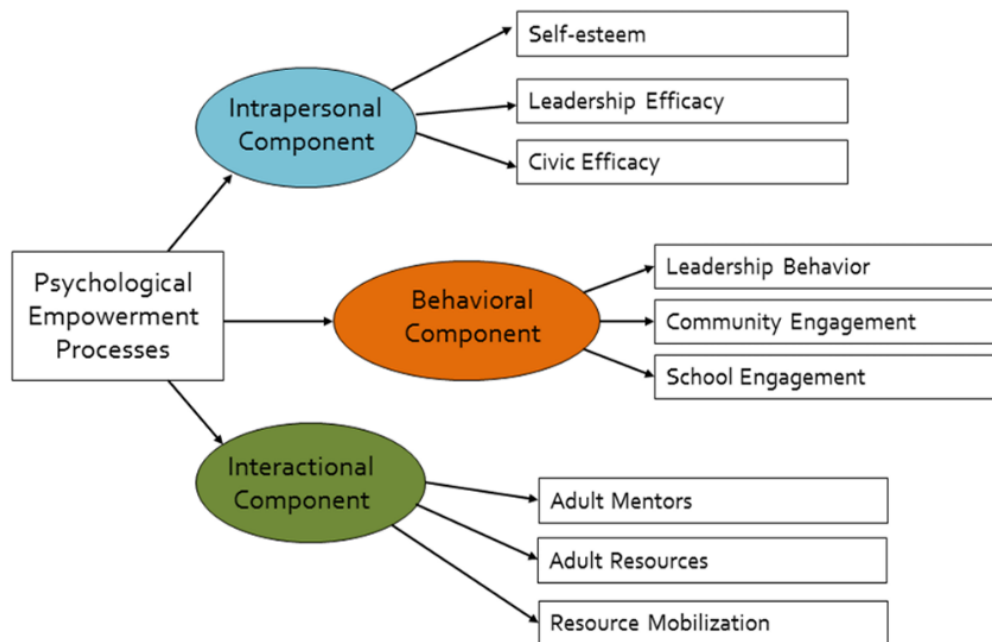 Self-esteem
Intrapersonal
Component
Leadership Efficacy
Civic Efficacy
Psychological
Empowerment
Processes
Behavioral
Component
Leadership Behavior
Community Engagement
School Engagement
Interactional
Component
Adult Mentors
Adult Resources
Resource Mobilization